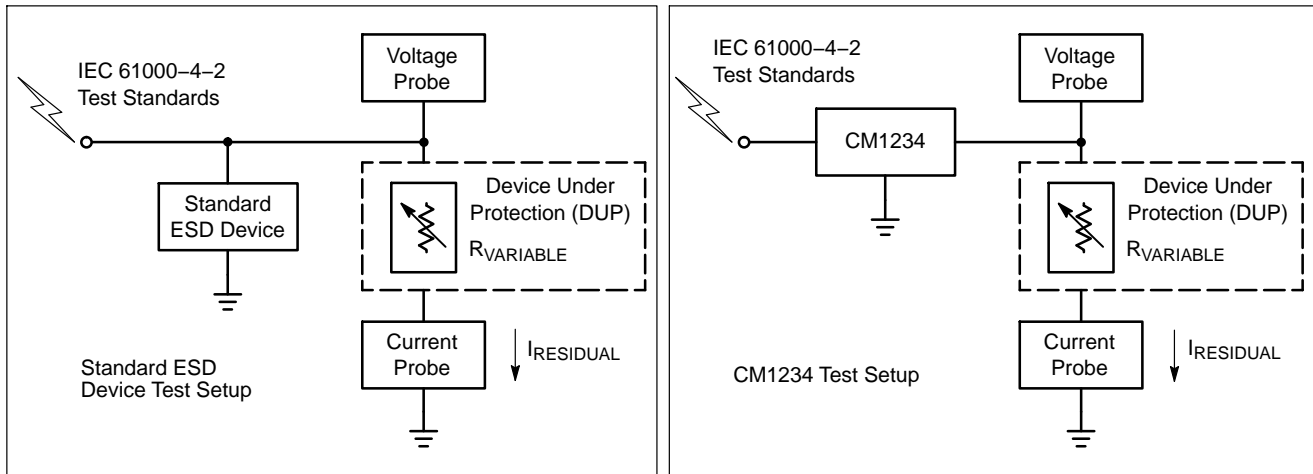 IEC 61000−4−2
Test Standards
Voltage
Probe
Standard
ESD Device
Device Under
Protection (DUP)
RVARIABLE
Current
Probe
IRESIDUAL
Standard ESD
Device Test Setup
IEC 61000−4−2
Test Standards
Voltage
Probe
CM1234
Device Under
Protection (DUP)
RVARIABLE
Current
Probe
IRESIDUAL
CM1234 Test Setup